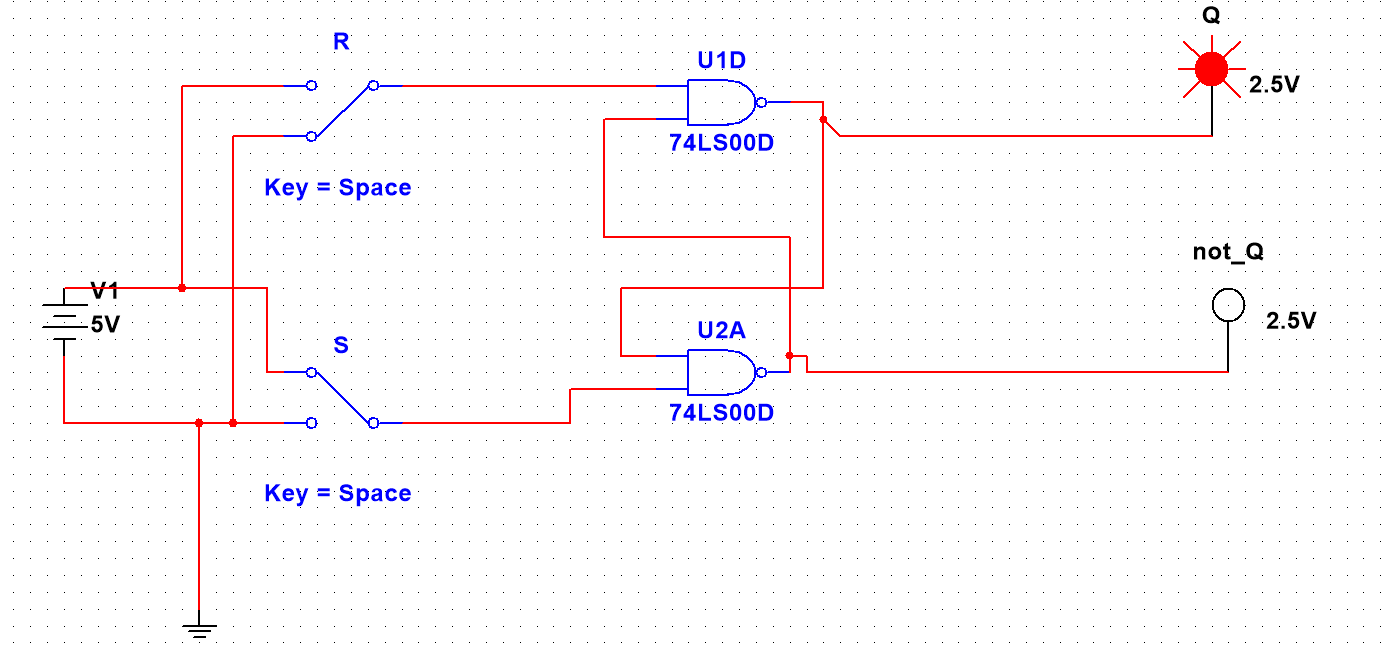 Q
R
U1D
2.5V
74LS00D
Key = Space
not_Q
V1
5V
2.5V
U2A
S
74LS00D
Key = Space